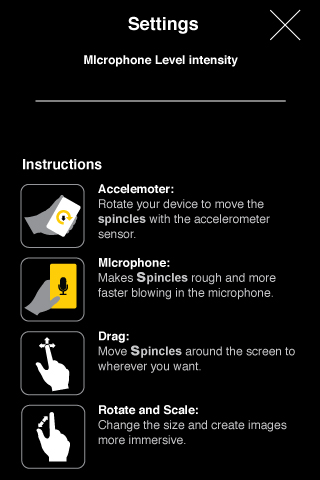 Settings
MIcrophone Level intensity
Instructions
Accelemoter:
Rotate your device to move the
spincles with the accelerometer
sensor.
MIcrophone:
Makes Spincles rough and more
faster blowing in the microphone.
Drag:
Move Spincles around the screen to
wherever you want.
Rotate and Scale:
Change the size and create images
more immersive.